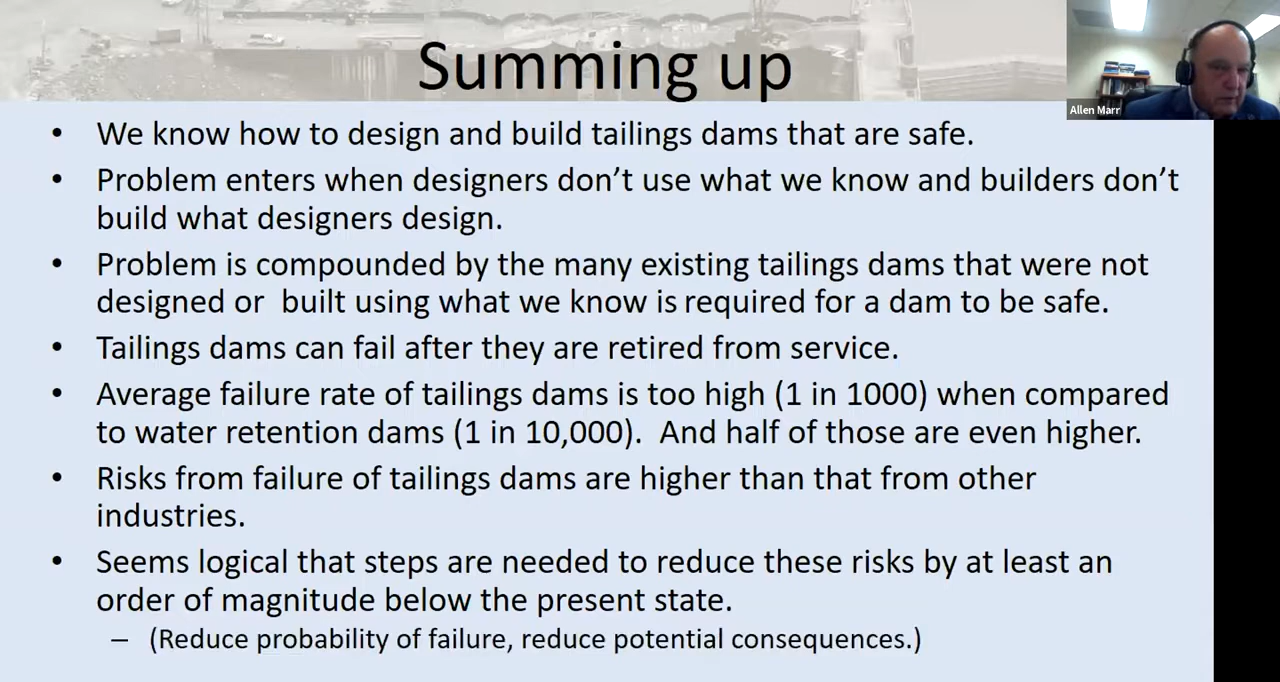 Summing up
Allen Marr
• We know how to design and build tailings dams that are safe.
• Problem enters when designers don’t use what we know and builders don’t
build what designers design.
• Problem is compounded by the many existing tailings dams that were not
designed or  built using what we know is required for a dam to be safe.
• Tailings dams can fail after they are retired from service.
• Average failure rate of tailings dams is too high (1 in 1000) when compared
to water retention dams (1 in 10,000).  And half of those are even higher.
• Risks from failure of tailings dams are higher than that from other
industries.
• Seems logical that steps are needed to reduce these risks by at least an
order of magnitude below the present state.
– (Reduce probability of failure, reduce potential consequences.)